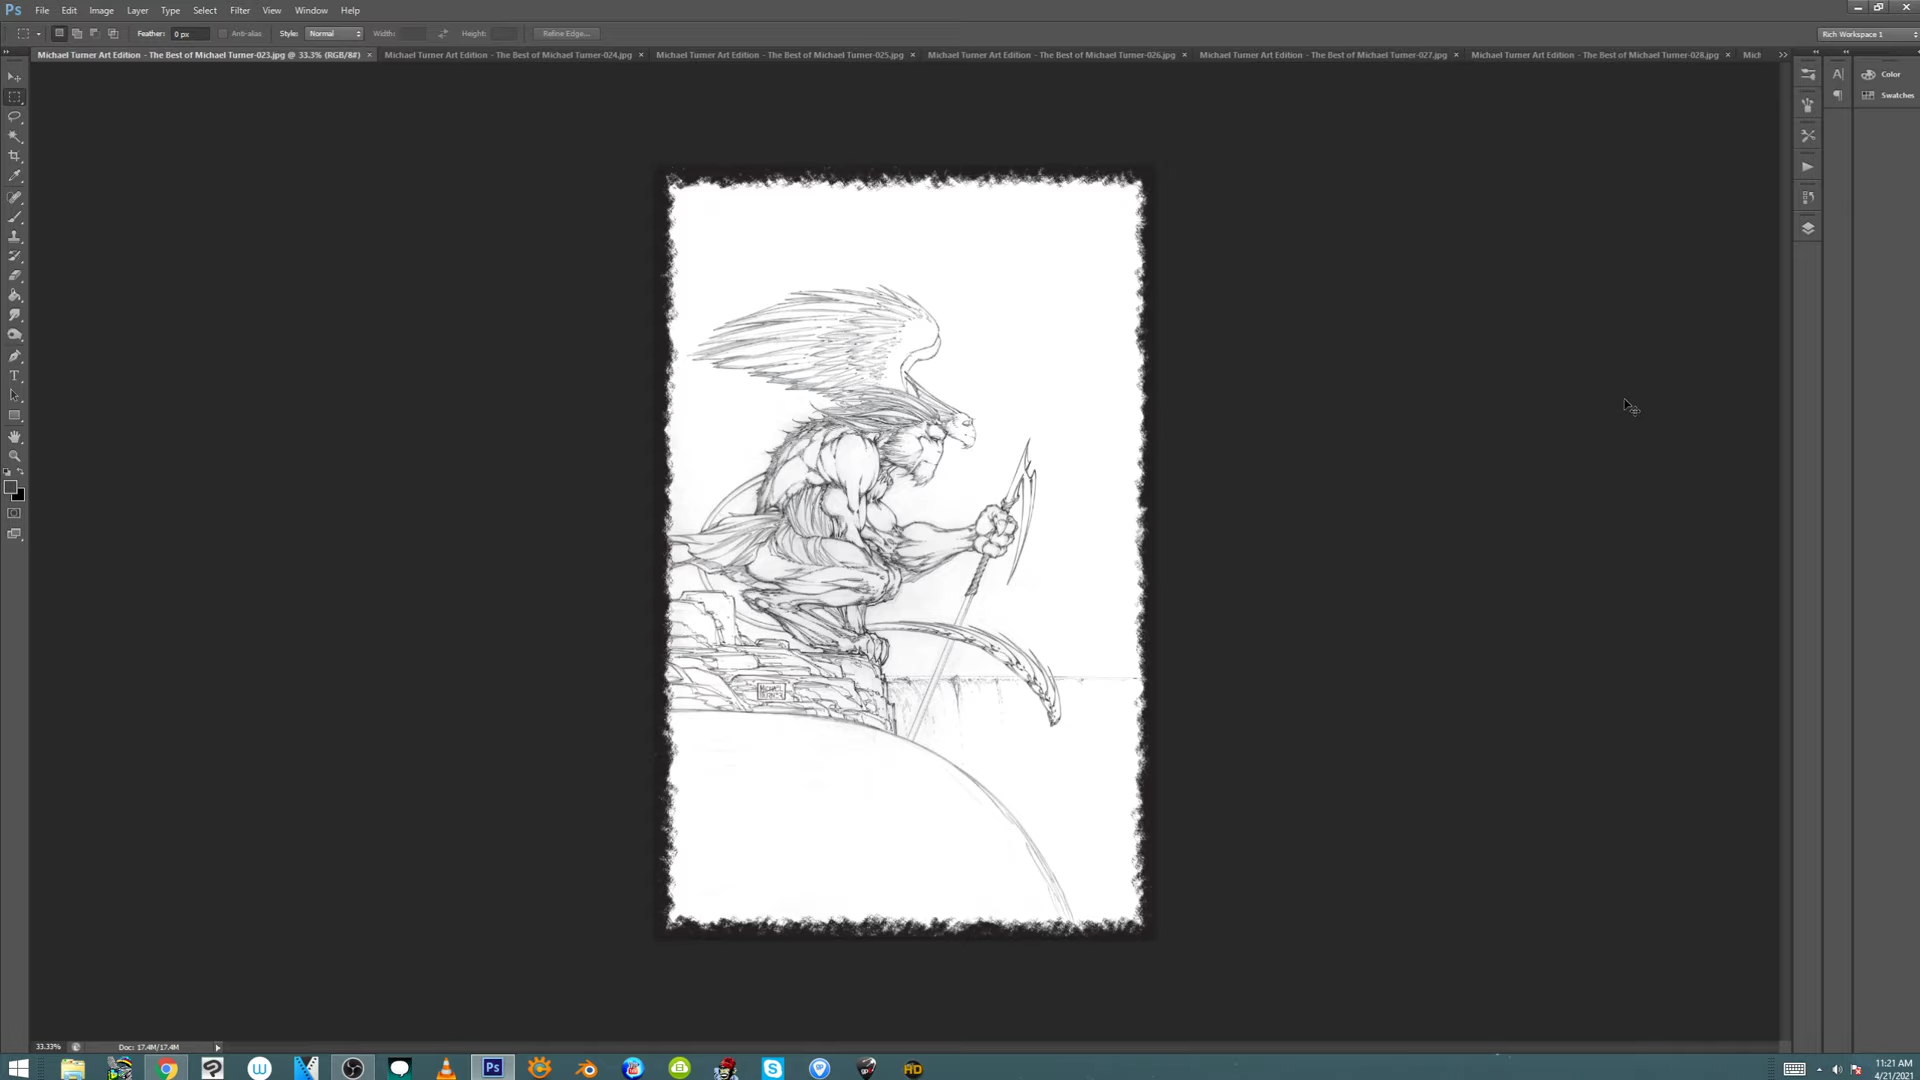 Ps File Edit Image Layer Type Select Filter View Window Help
Feather: 0 px Anti-alias Style: Normal Width: Height: Refine Edge... Rich Workspace 1
Michael Turner Art Edition - The Best of Michael Turner-023.jpg @ 33.3% (RGB/8#) × Michael Turner Art Edition - The Best of Michael Turner-024.jpg × Michael Turner Art Edition - The Best of Michael Turner-025.jpg × Michael Turner Art Edition - The Best of Michael Turner-026.jpg × Michael Turner Art Edition - The Best of Michael Turner-027.jpg × Michael Turner Art Edition - The Best of Michael Turner-028.jpg × Mich
Color
Swatches
MICHAEL
TURNER
33.33% Doc: 17.4M/17.4M
11:21 AM
4/21/2021